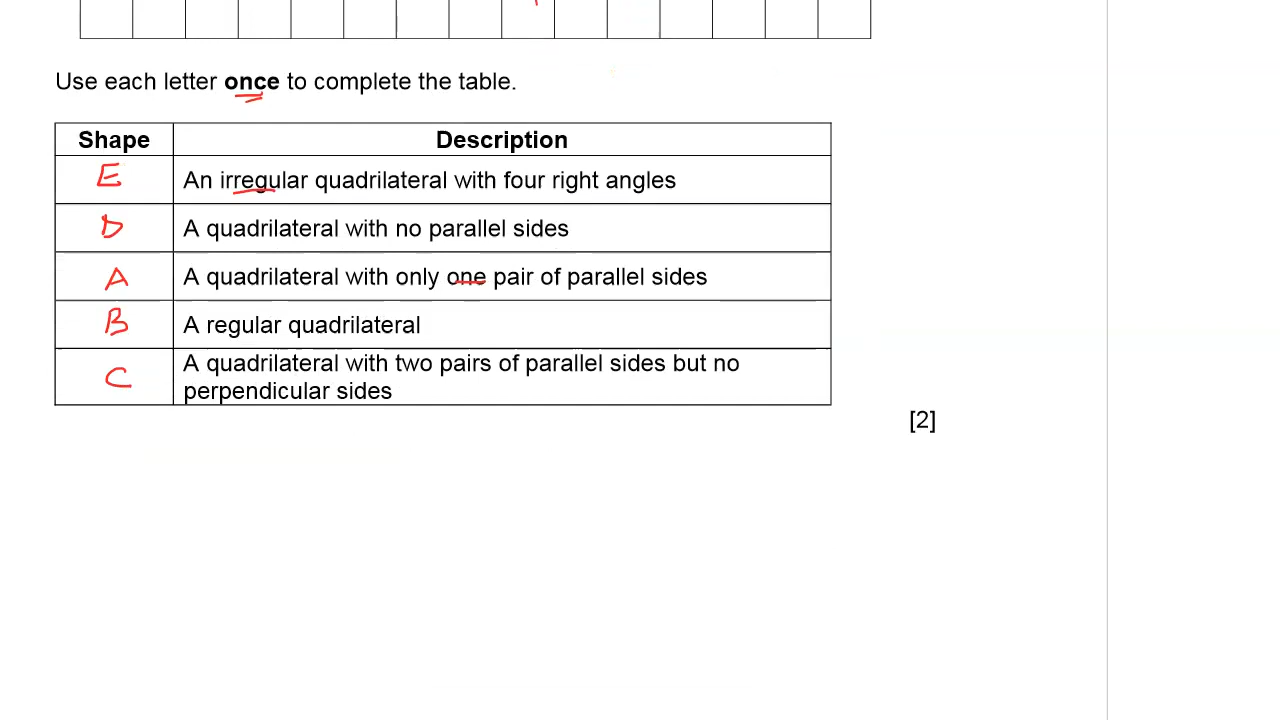 Use each letter once to complete the table.
Shape Description
E An irregular quadrilateral with four right angles
D A quadrilateral with no parallel sides
A A quadrilateral with only one pair of parallel sides
B A regular quadrilateral
C A quadrilateral with two pairs of parallel sides but no
perpendicular sides
[2]